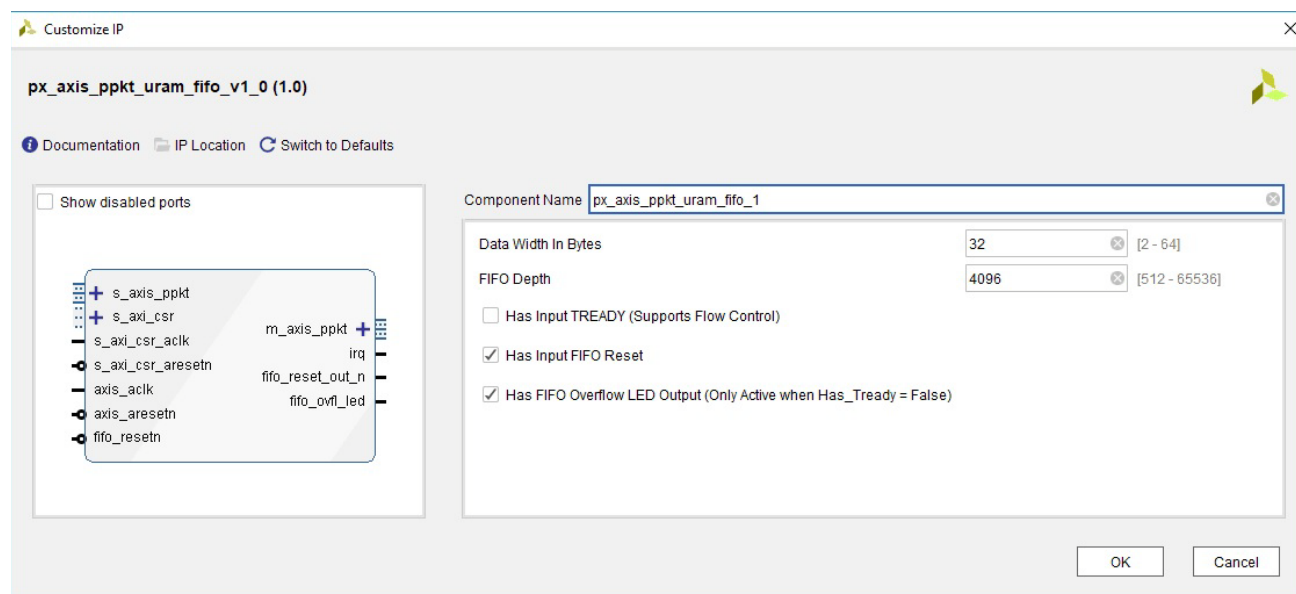 Customize IP
px_axis_ppkt_uram_fifo_v1_0 (1.0)
Documentation IP Location Switch to Defaults
Show disabled ports
s_axis_ppkt
s_axi_csr
s_axi_csr_aclk
s_axi_csr_aresetn
axis_aclk
axis_aresetn
fifo_resetn
m_axis_ppkt
irq
fifo_reset_out_n
fifo_ovfl_led
Component Name px_axis_ppkt_uram_fifo_1
Data Width In Bytes 32 [2 - 64]
FIFO Depth 4096 [512 - 65536]
Has Input TREADY (Supports Flow Control)
Has Input FIFO Reset
Has FIFO Overflow LED Output (Only Active when Has_Tready = False)
OK Cancel